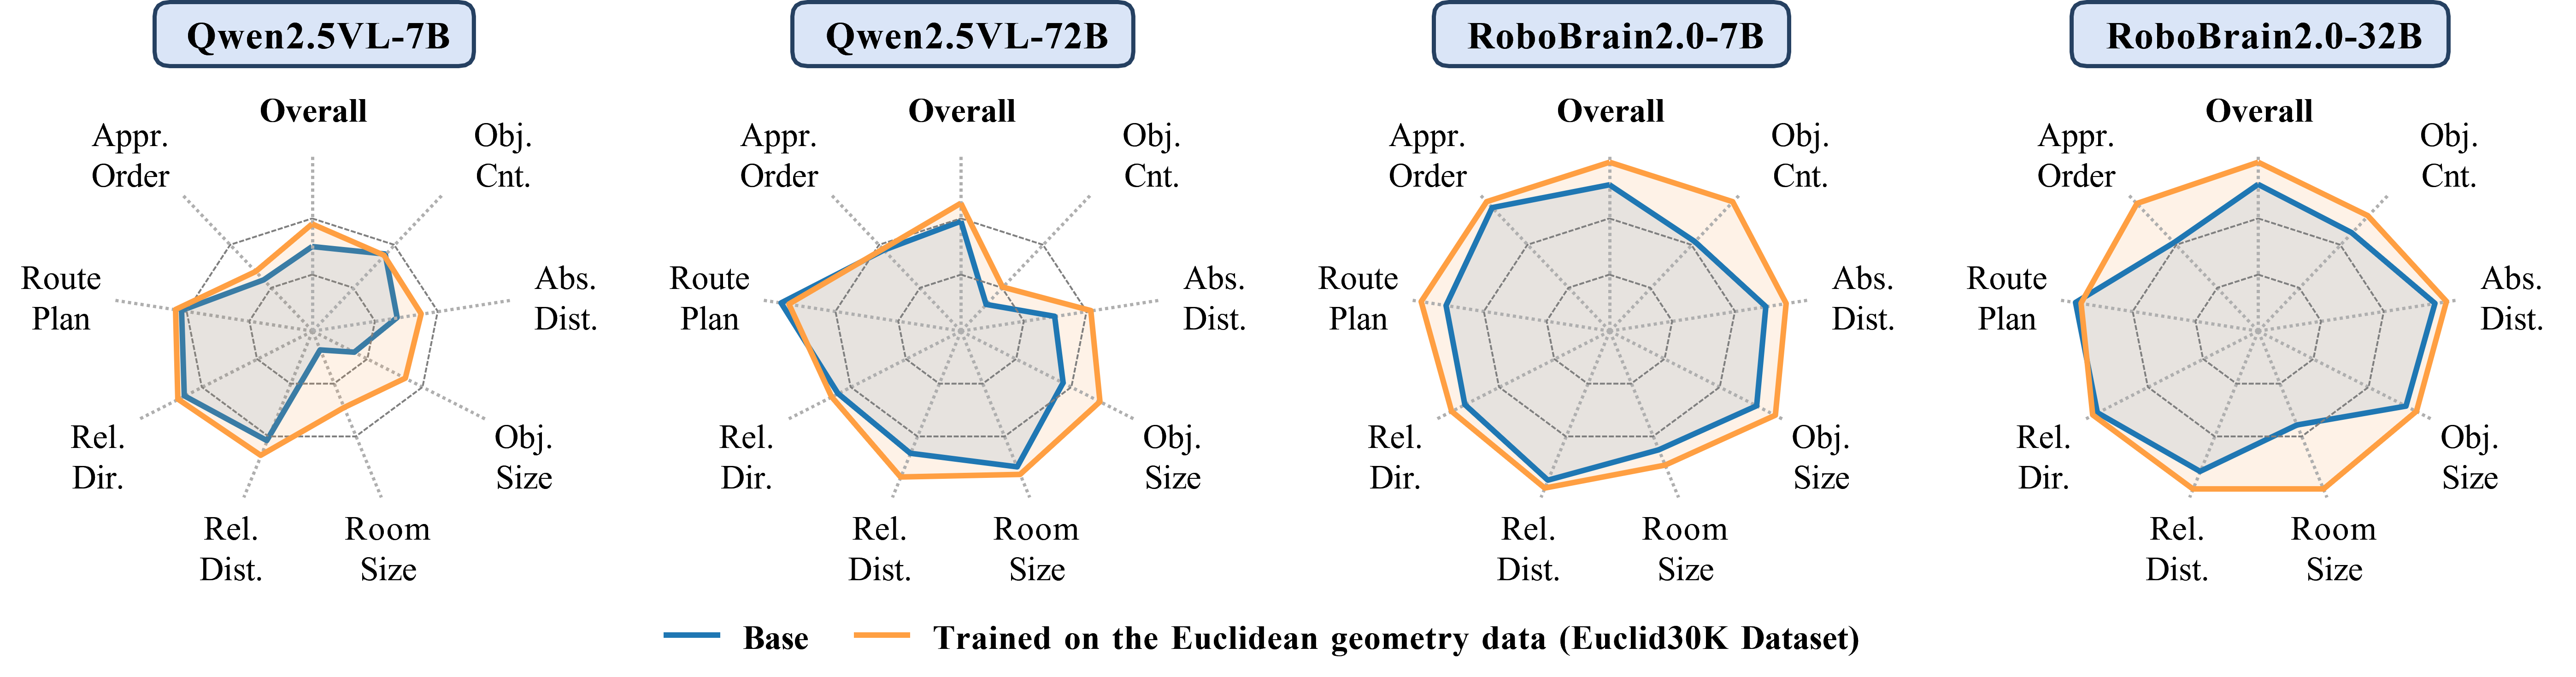 Qwen2.5VL-7B
Overall
Obj.
Cnt.
Abs.
Dist.
Obj.
Size
Room
Size
Rel.
Dist.
Rel.
Dir.
Route
Plan
Appr.
Order
Qwen2.5VL-72B
Overall
Obj.
Cnt.
Abs.
Dist.
Obj.
Size
Room
Size
Rel.
Dist.
Rel.
Dir.
Route
Plan
Appr.
Order
RoboBrain2.0-7B
Overall
Obj.
Cnt.
Abs.
Dist.
Obj.
Size
Room
Size
Rel.
Dist.
Rel.
Dir.
Route
Plan
Appr.
Order
RoboBrain2.0-32B
Overall
Obj.
Cnt.
Abs.
Dist.
Obj.
Size
Room
Size
Rel.
Dist.
Rel.
Dir.
Route
Plan
Appr.
Order
Base
Trained on the Euclidean geometry data (Euclid30K Dataset)